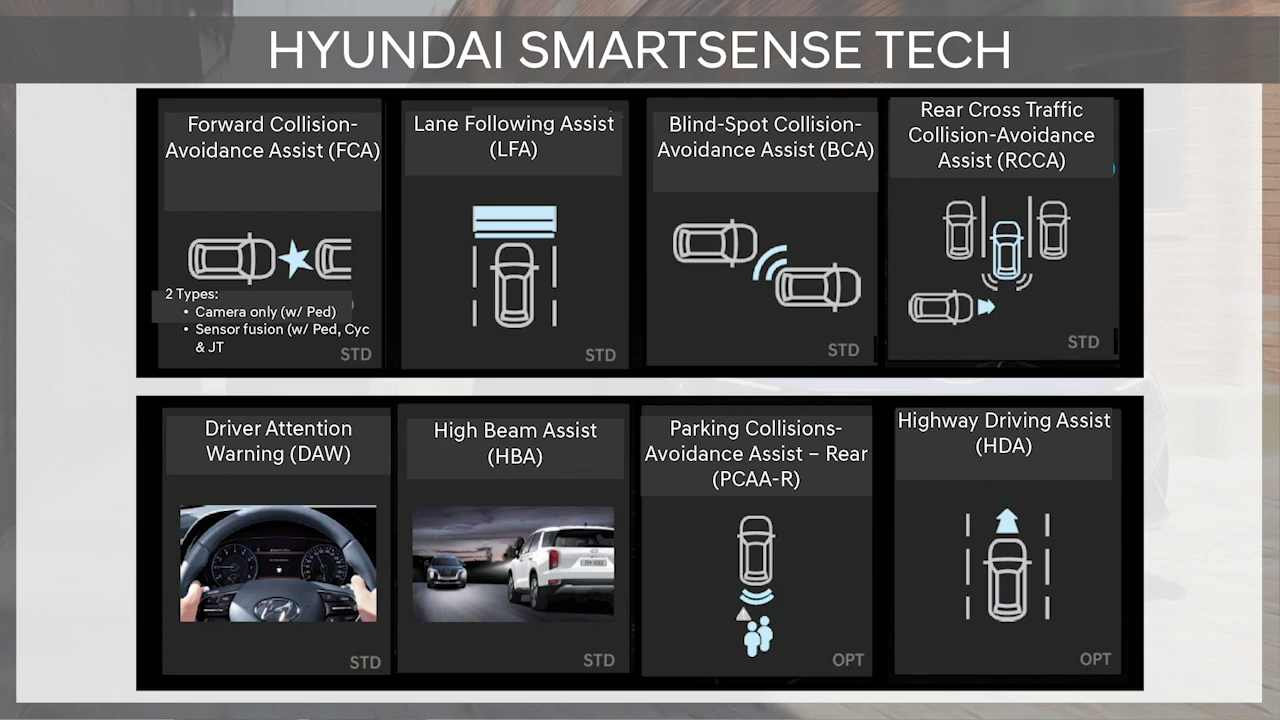 HYUNDAI SMARTSENSE TECH
Forward Collision-
Avoidance Assist (FCA)
2 Types:
• Camera only (w/ Ped)
• Sensor fusion (w/ Ped, Cyc
& JT
STD
Lane Following Assist
(LFA)
STD
Blind-Spot Collision-
Avoidance Assist (BCA)
STD
Rear Cross Traffic
Collision-Avoidance
Assist (RCCA)
STD
Driver Attention
Warning (DAW)
STD
High Beam Assist
(HBA)
STD
Parking Collisions-
Avoidance Assist – Rear
(PCAA-R)
OPT
Highway Driving Assist
(HDA)
OPT